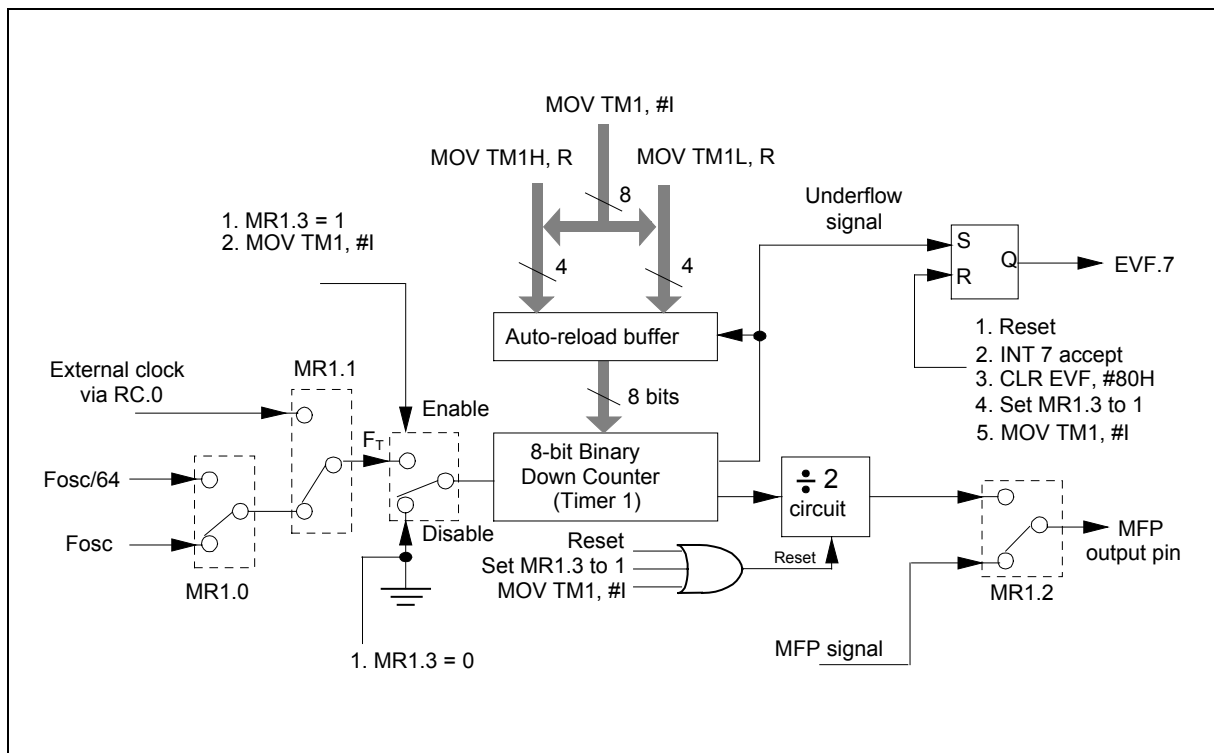 MOV TM1, #I
MOV TM1H, R
MOV TM1L, R
8
Underflow
signal
1. MR1.3 = 1
2. MOV TM1, #I
4
4
S
Q
R
EVF.7
Auto-reload buffer
1. Reset
2. INT 7 accept
3. CLR EVF, #80H
4. Set MR1.3 to 1
5. MOV TM1, #I
External clock
via RC.0
MR1.1
8 bits
Enable
FT
8-bit Binary
Down Counter
(Timer 1)
Fosc/64
÷ 2
circuit
Fosc
Disable
MFP
output pin
Reset
Set MR1.3 to 1
MOV TM1, #I
Reset
MR1.0
MR1.2
MFP signal
1. MR1.3 = 0